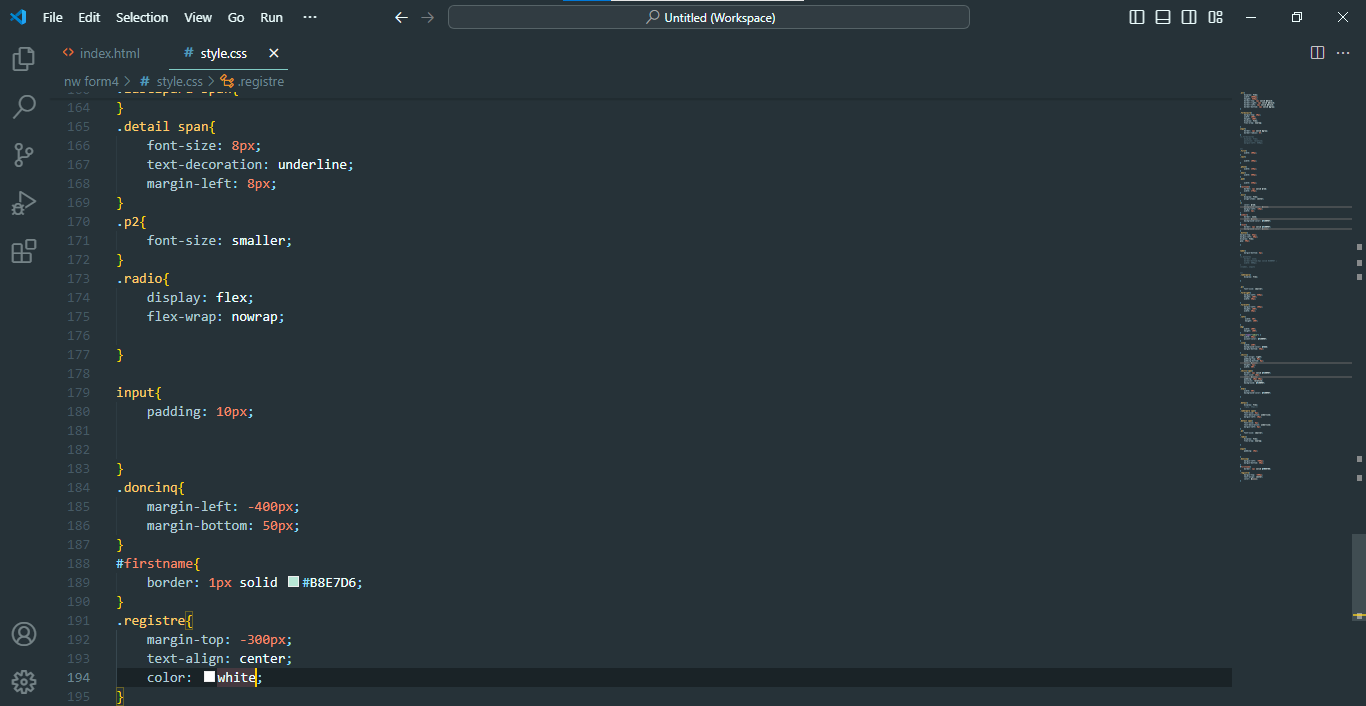 File Edit Selection View Go Run ···
Untitled (Workspace)
index.html
# style.css
nw form4 > # style.css > .registre
164 }
165 .detail span{
166 font-size: 8px;
167 text-decoration: underline;
168 margin-left: 8px;
169 }
170 .p2{
171 font-size: smaller;
172 }
173 .radio{
174 display: flex;
175 flex-wrap: nowrap;
176
177 }
178
179 input{
180 padding: 10px;
181
182
183 }
184 .doncinq{
185 margin-left: -400px;
186 margin-bottom: 50px;
187 }
188 #firstname{
189 border: 1px solid #B8E7D6;
190 }
191 .registre{
192 margin-top: -300px;
193 text-align: center;
194 color: white;
195 }